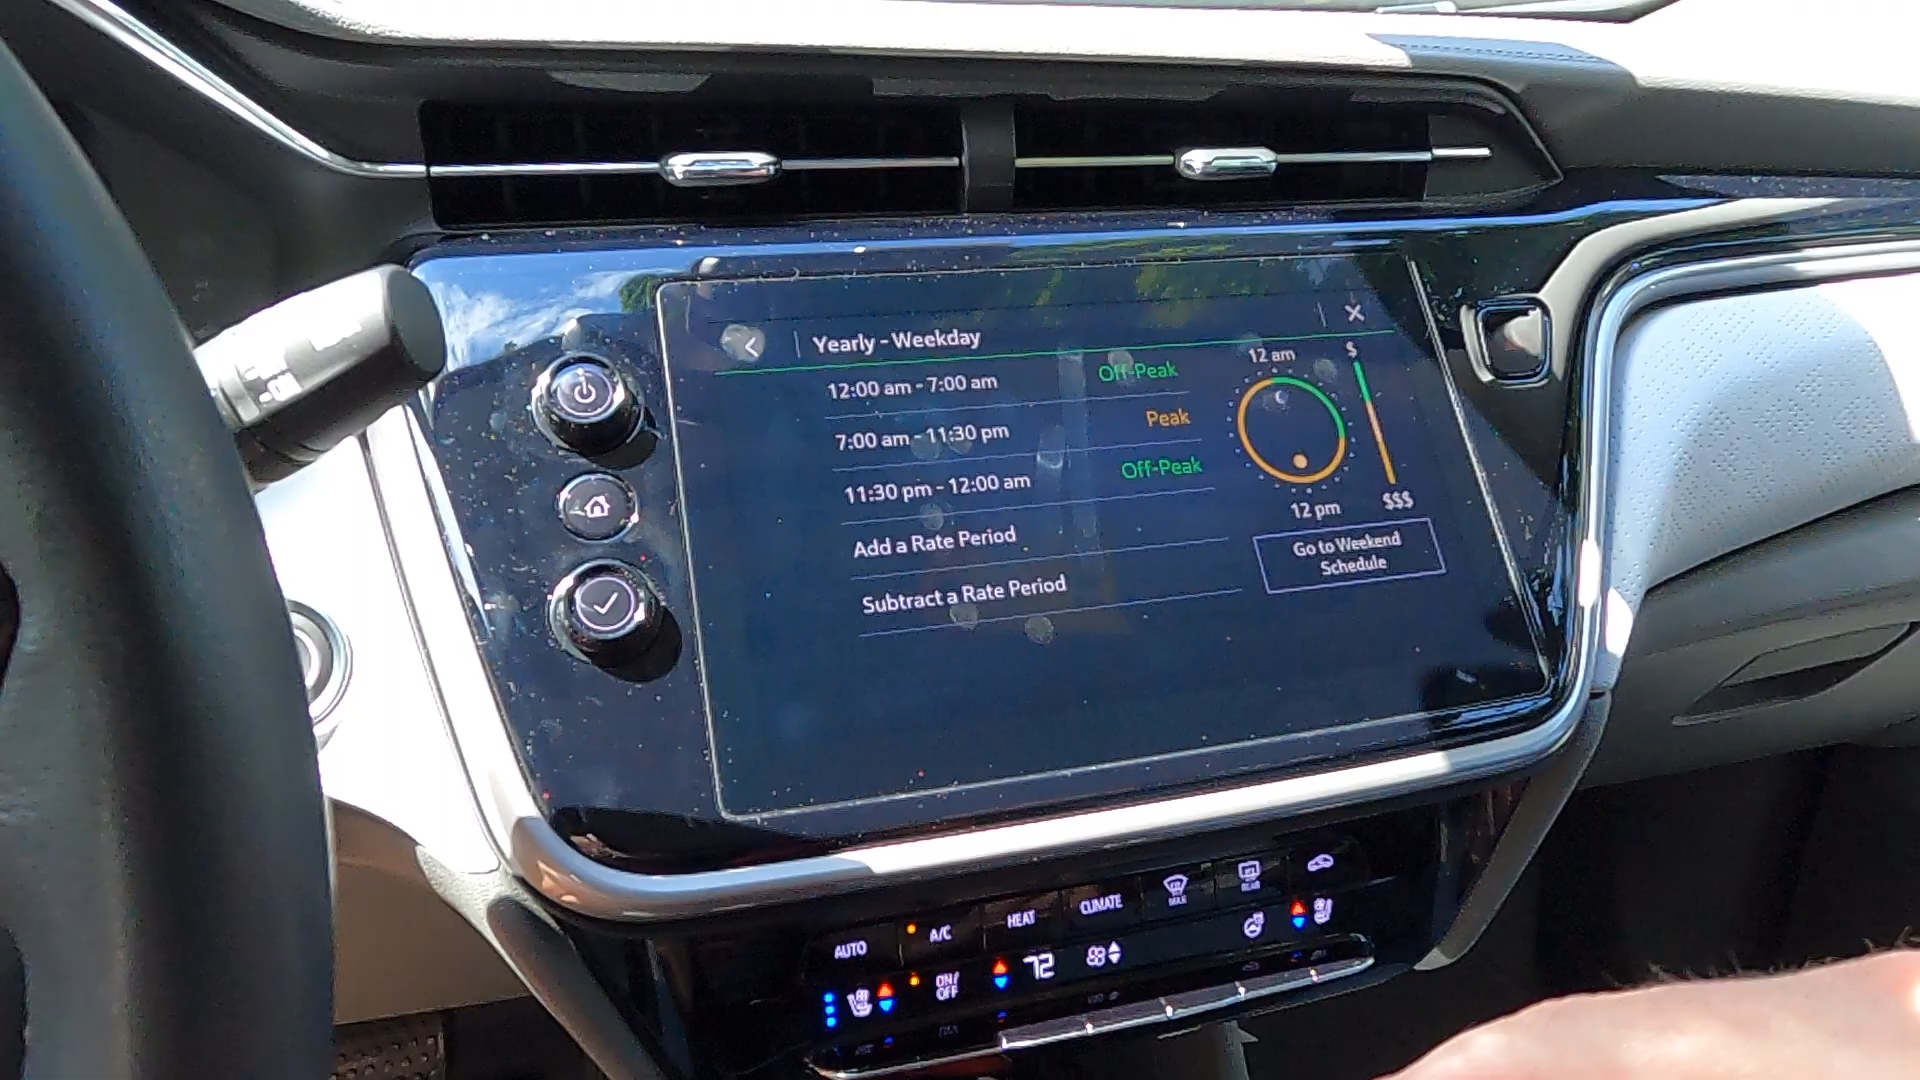 Yearly - Weekday
12:00 am - 7:00 am Off-Peak
7:00 am - 11:30 pm Peak
11:30 pm - 12:00 am Off-Peak
Add a Rate Period
Subtract a Rate Period
12 am
12 pm
$
$$$
Go to Weekend
Schedule
AUTO
A/C
HEAT
CLIMATE
MAX
REAR
ON/
OFF
72